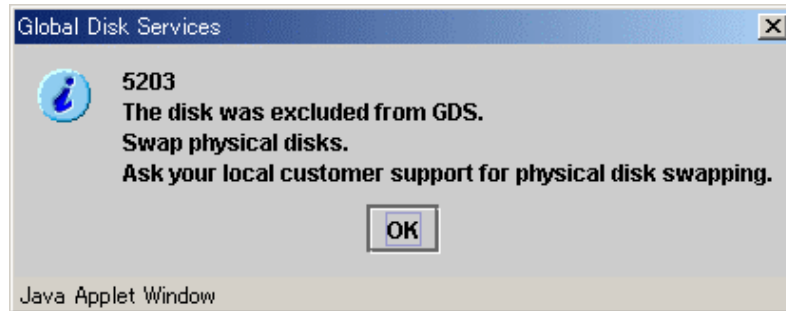 Global Disk Services
5203
The disk was excluded from GDS.
Swap physical disks.
Ask your local customer support for physical disk swapping.
OK
Java Applet Window